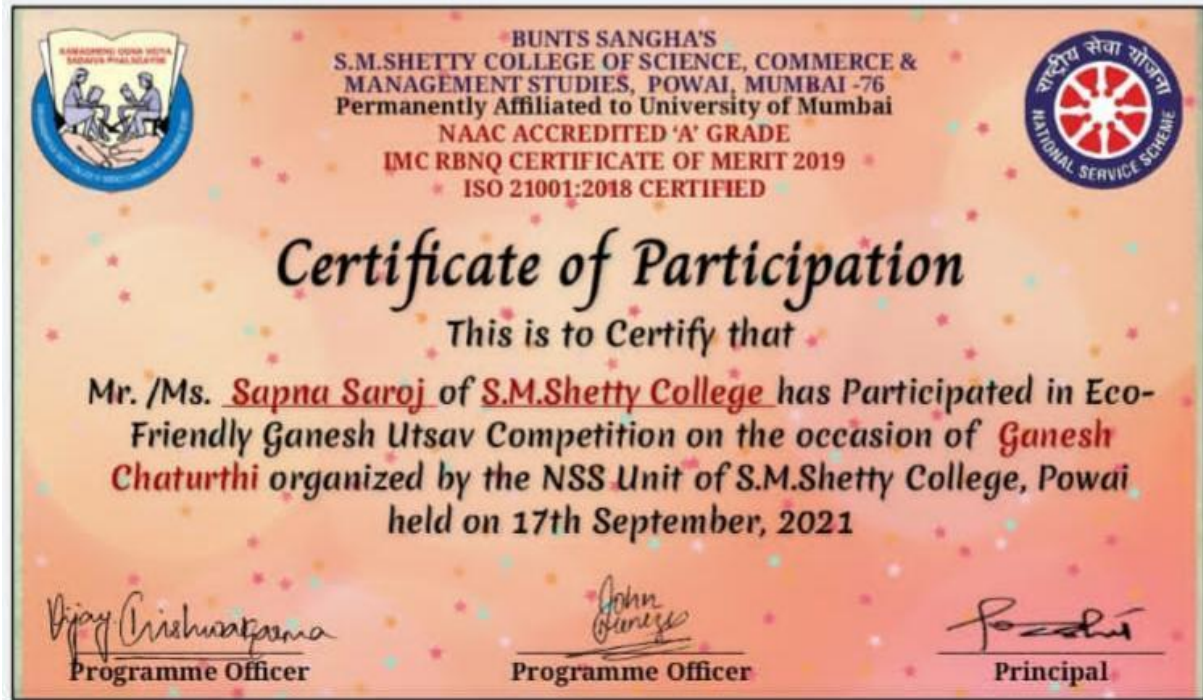 BUNTS SANGHA'S
S.M.SHETTY COLLEGE OF SCIENCE, COMMERCE &
MANAGEMENT STUDIES, POWAI, MUMBAI -76
Permanently Affiliated to University of Mumbai
NAAC ACCREDITED 'A' GRADE
IMC RBNQ CERTIFICATE OF MERIT 2019
ISO 21001:2018 CERTIFIED
राष्ट्रीय सेवा योजना
NATIONAL SERVICE SCHEME
Certificate of Participation
This is to Certify that
Mr. /Ms. Sapna Saroj of S.M.Shetty College has Participated in Eco-
Friendly Ganesh Utsav Competition on the occasion of Ganesh
Chaturthi organized by the NSS Unit of S.M.Shetty College, Powai
held on 17th September, 2021
Vijay Vishwakarma
John
Programme Officer
Programme Officer
Principal